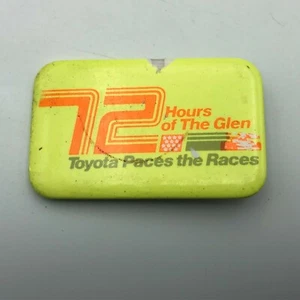 72
Hours
of The Glen
Toyota Paces the Races